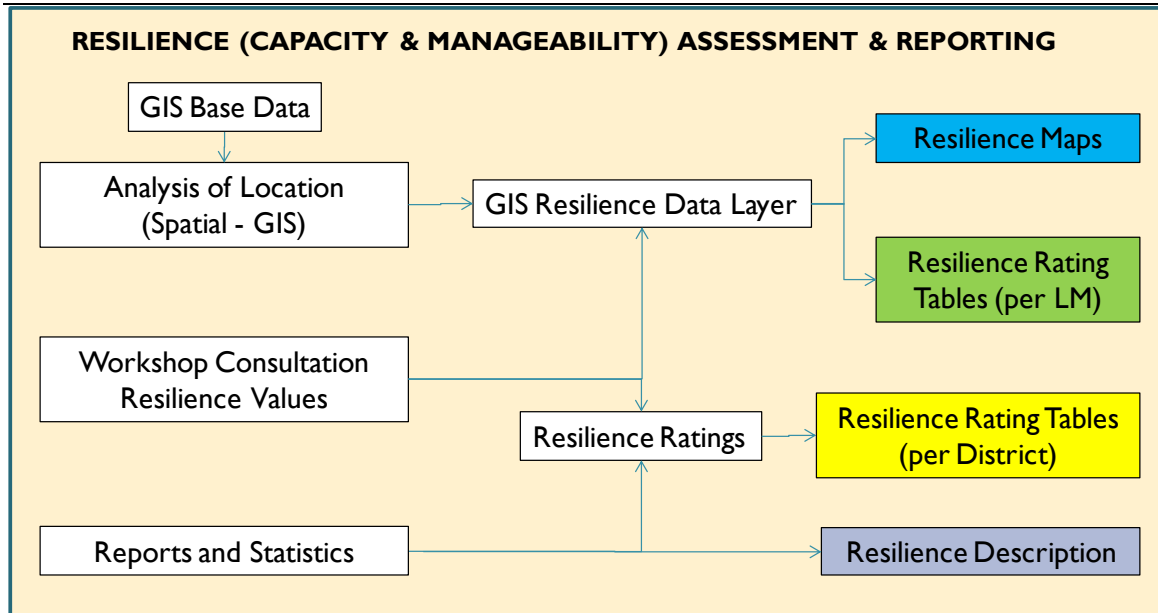 RESILIENCE (CAPACITY & MANAGEABILITY) ASSESSMENT & REPORTING
GIS Base Data
Analysis of Location
(Spatial - GIS)
GIS Resilience Data Layer
Resilience Maps
Resilience Rating
Tables (per LM)
Workshop Consultation
Resilience Values
Resilience Ratings
Resilience Rating Tables
(per District)
Reports and Statistics
Resilience Description